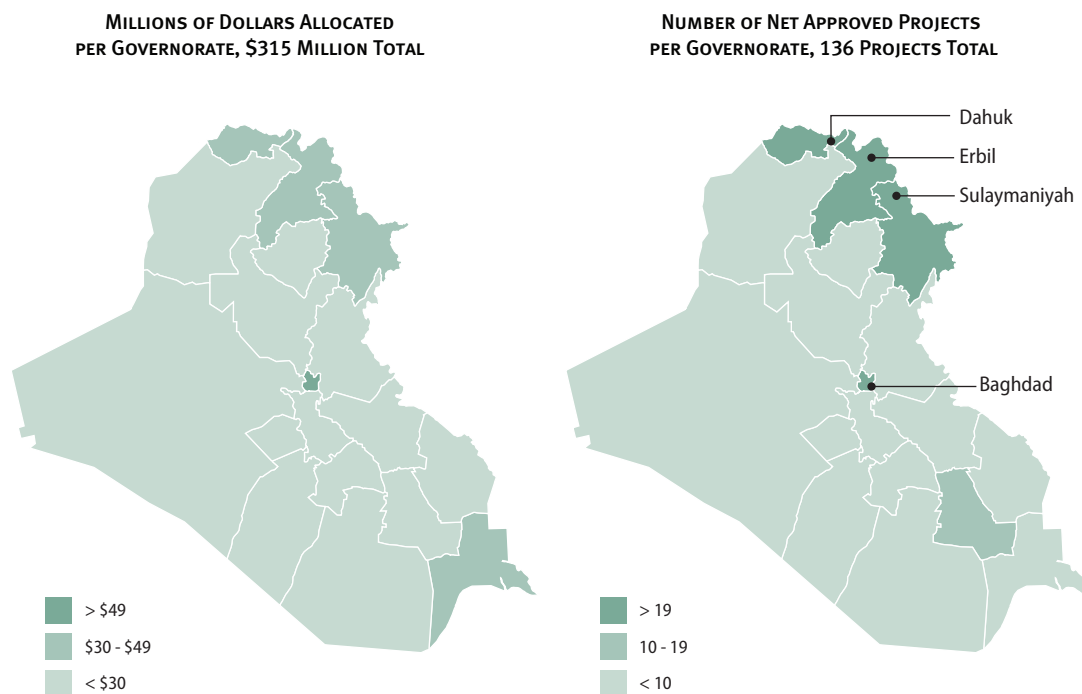 MILLIONS OF DOLLARS ALLOCATED
PER GOVERNORATE, $315 MILLION TOTAL
> $49
$30 - $49
< $30
NUMBER OF NET APPROVED PROJECTS
PER GOVERNORATE, 136 PROJECTS TOTAL
Dahuk
Erbil
Sulaymaniyah
Baghdad
> 19
10 - 19
< 10